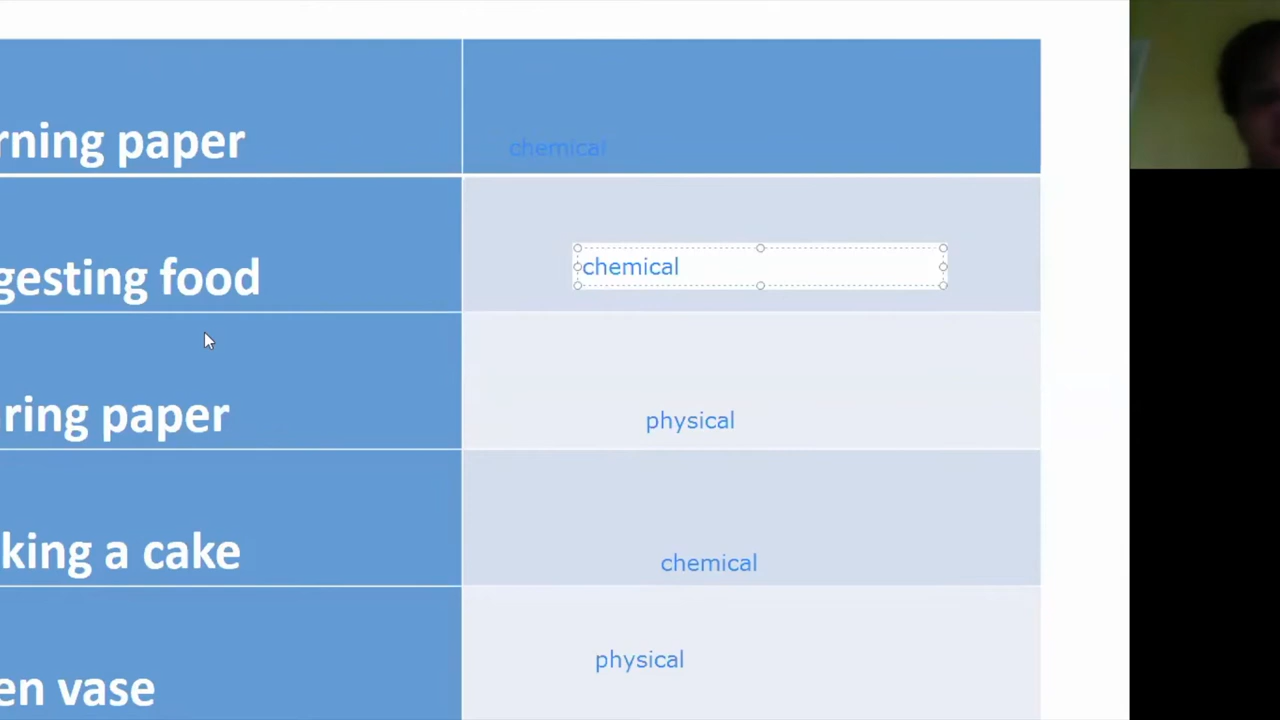 rning paper
chemical
gesting food
chemical
ring paper
physical
king a cake
chemical
en vase
physical